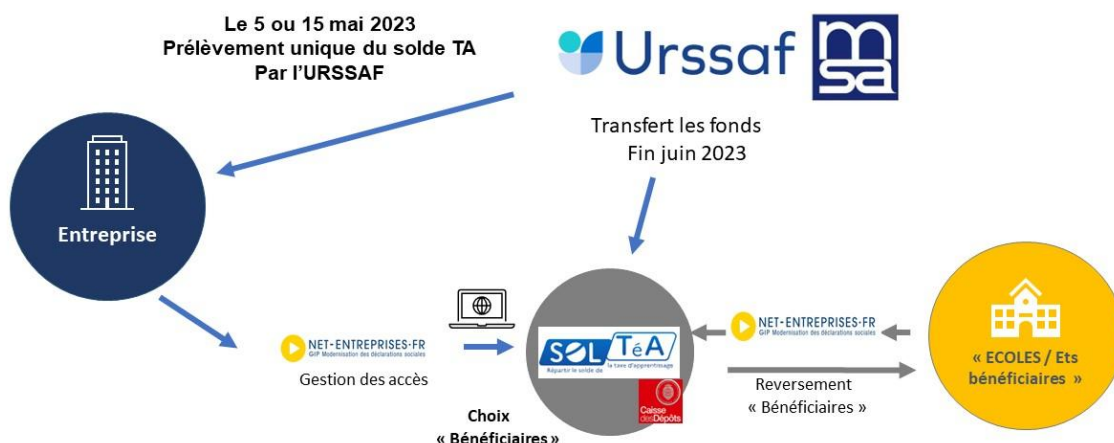 Le 5 ou 15 mai 2023
Prélèvement unique du solde TA
Par l'URSSAF
Urssaf
msa
Transfert les fonds
Fin juin 2023
Entreprise
NET-ENTREPRISES·FR
GIP Modernisation des déclarations sociales
Gestion des accès
Choix
« Bénéficiaires »
SOLTéA
Répartir le solde de
la taxe d'apprentissage
Caisse
desDépôts
NET-ENTREPRISES·FR
GIP Modernisation des déclarations sociales
Reversement
« Bénéficiaires »
« ECOLES / Ets
bénéficiaires »